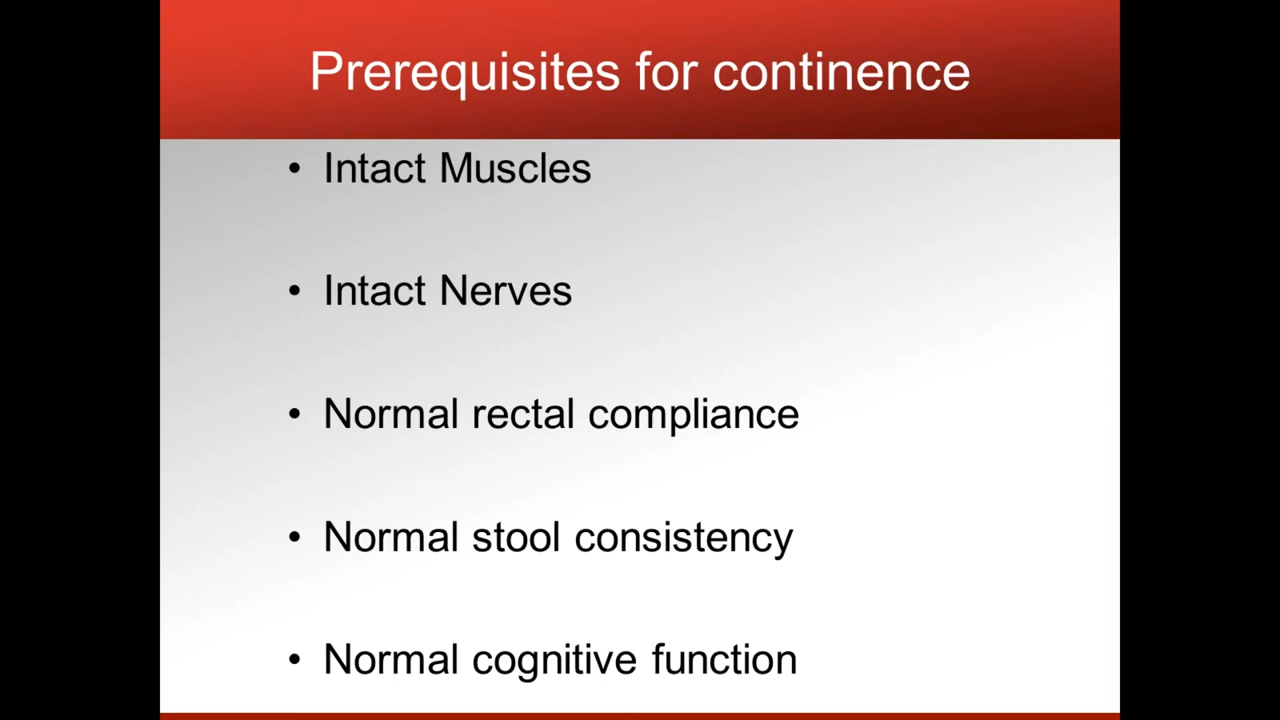 Prerequisites for continence
• Intact Muscles
• Intact Nerves
• Normal rectal compliance
• Normal stool consistency
• Normal cognitive function